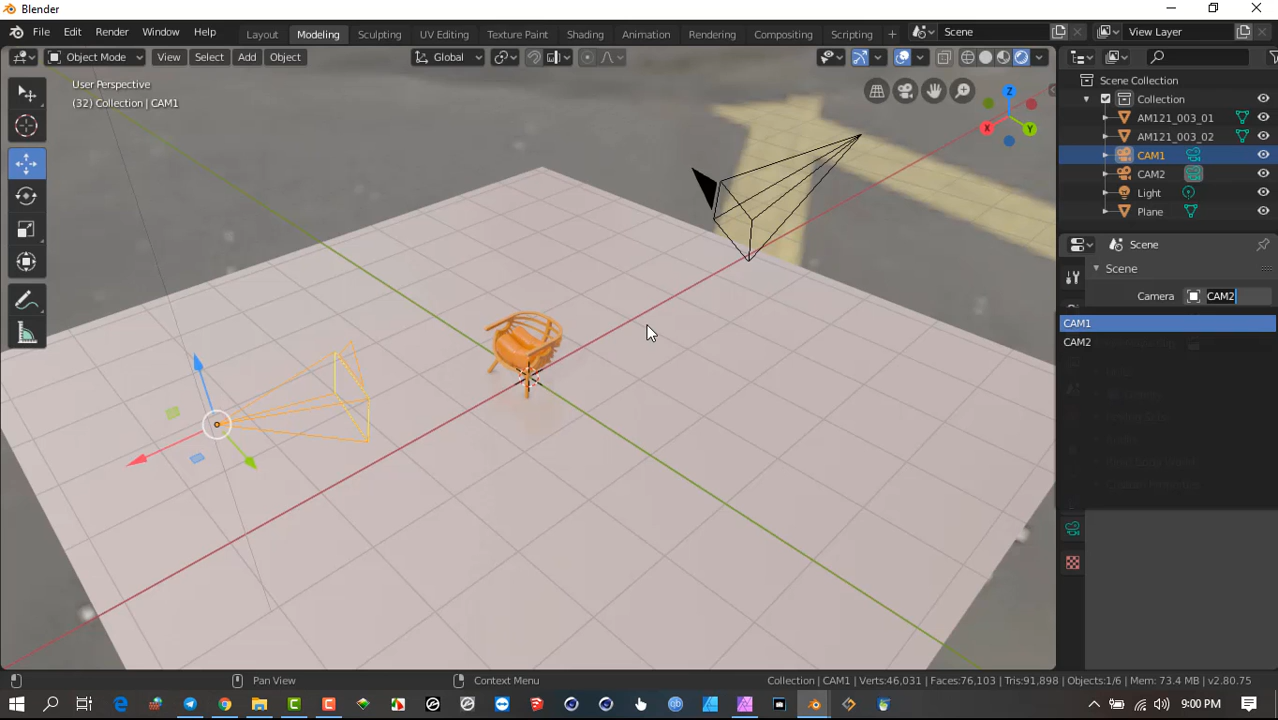 Blender
File Edit Render Window Help Layout Modeling Sculpting UV Editing Texture Paint Shading Animation Rendering Compositing Scripting + Scene View Layer
Object Mode View Select Add Object Global
User Perspective
(32) Collection | CAM1
Z
X
Y
Scene Collection
Collection
AM121_003_01
AM121_003_02
CAM1
CAM2
Light
Plane
Scene
Scene
Camera CAM2
CAM1
CAM2
Pan View
Context Menu
Collection | CAM1 | Verts:46,031 | Faces:76,103 | Tris:91,898 | Objects:1/6 | Mem: 73.4 MB | v2.80.75
9:00 PM